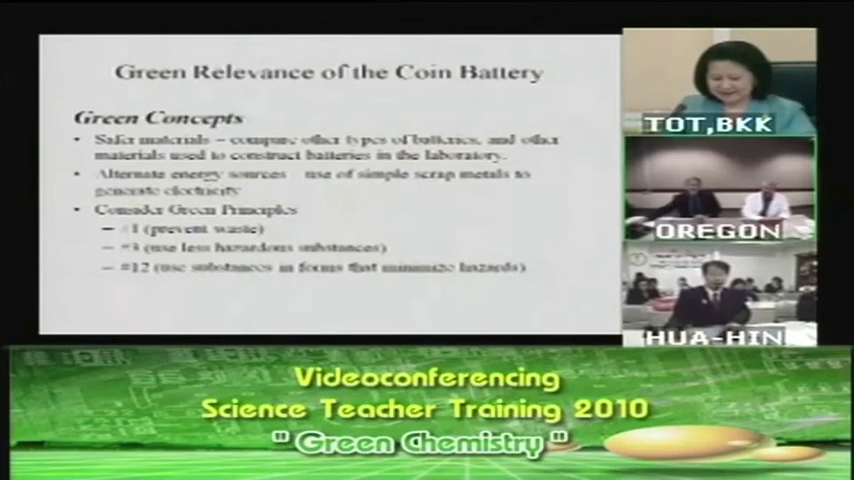 Green Relevance of the Coin Battery
Green Concepts
• Safer materials – compare other types of batteries, and other
materials used to construct batteries in the laboratory.
• Alternate energy sources – use of simple scrap metals to
generate electricity
• Consider Green Principles
– #1 (prevent waste)
– #3 (use less hazardous substances)
– #12 (use substances in forms that minimize hazards)
TOT,BKK
OREGON
HUA-HIN
Videoconferencing
Science Teacher Training 2010
" Green Chemistry "